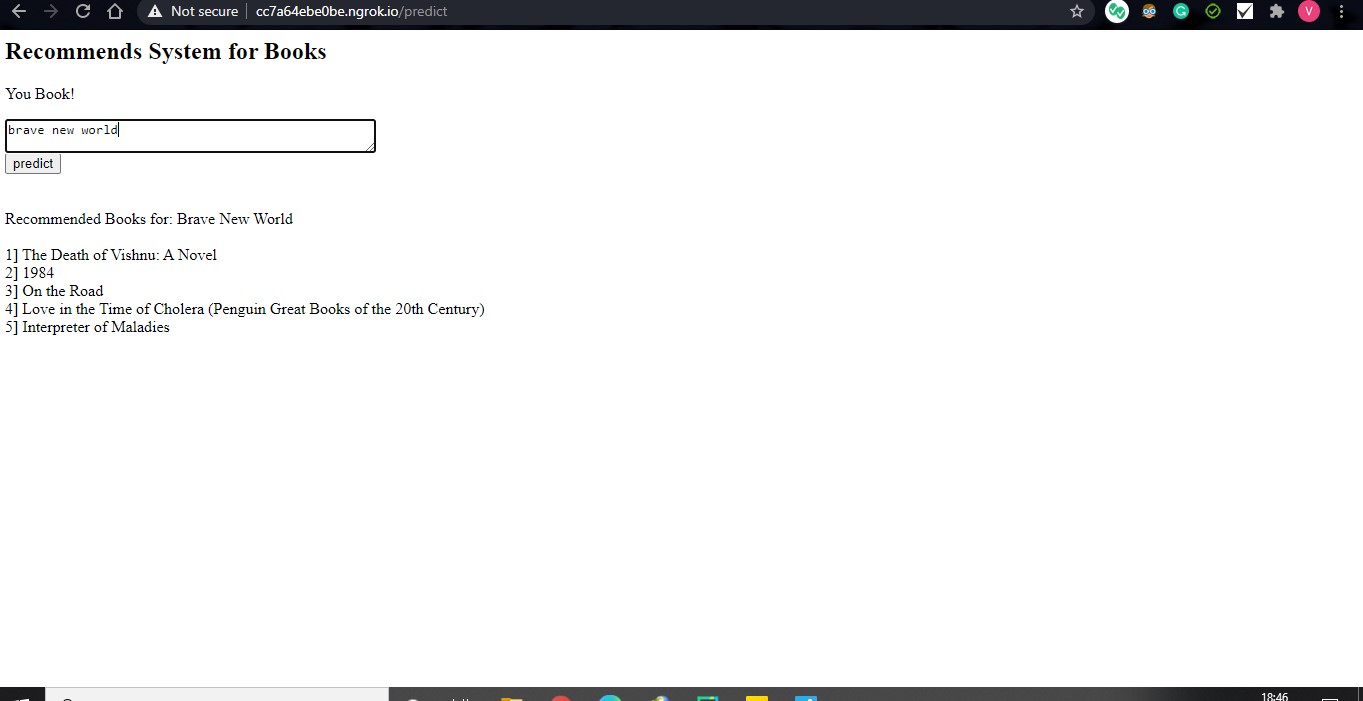 Not secure cc7a64ebe0be.ngrok.io/predict V
Recommends System for Books
You Book!
brave new world
predict
Recommended Books for: Brave New World
1] The Death of Vishnu: A Novel
2] 1984
3] On the Road
4] Love in the Time of Cholera (Penguin Great Books of the 20th Century)
5] Interpreter of Maladies
18:46